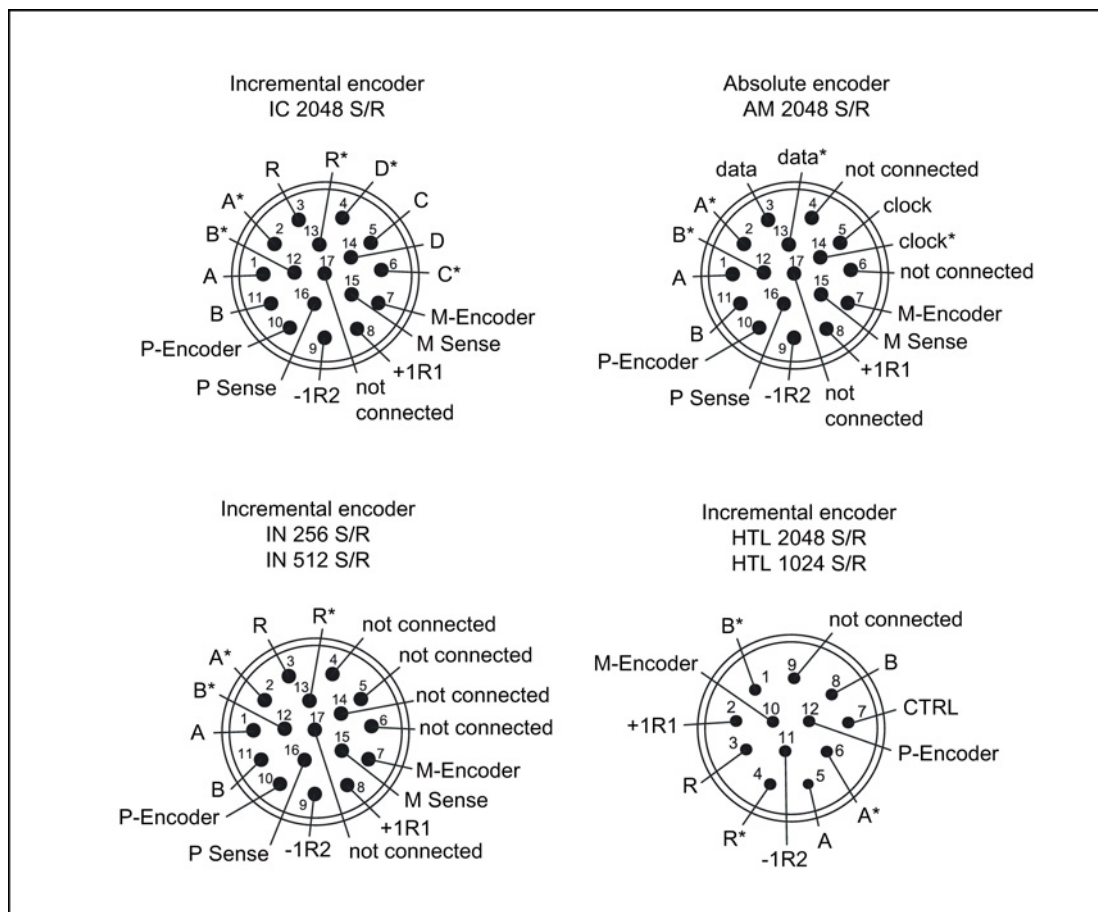 Incremental encoder
IC 2048 S/R
R*
D*
R
C
A*
3
4
13
5
B*
2
14
D
12
17
6
A
1
C*
15
11
16
7
B
M-Encoder
10
8
P-Encoder
9
M Sense
+1R1
P Sense
-1R2
not
connected
Absolute encoder
AM 2048 S/R
data*
data
not connected
A*
3
4
clock
13
5
B*
2
14
clock*
12
17
6
A
1
not connected
15
11
16
7
M-Encoder
B
10
8
M Sense
P-Encoder
9
+1R1
P Sense
-1R2
not
connected
Incremental encoder
IN 256 S/R
IN 512 S/R
R*
R
not connected
A*
3
4
not connected
13
5
B*
2
14
not connected
12
17
6
A
1
not connected
15
11
16
7
M-Encoder
B
10
8
M Sense
P-Encoder
9
+1R1
P Sense
-1R2
not connected
Incremental encoder
HTL 2048 S/R
HTL 1024 S/R
B*
not connected
M-Encoder
9
B
1
8
CTRL
+1R1
2
10
12
7
P-Encoder
3
11
6
R
4
5
A*
R*
A
-1R2